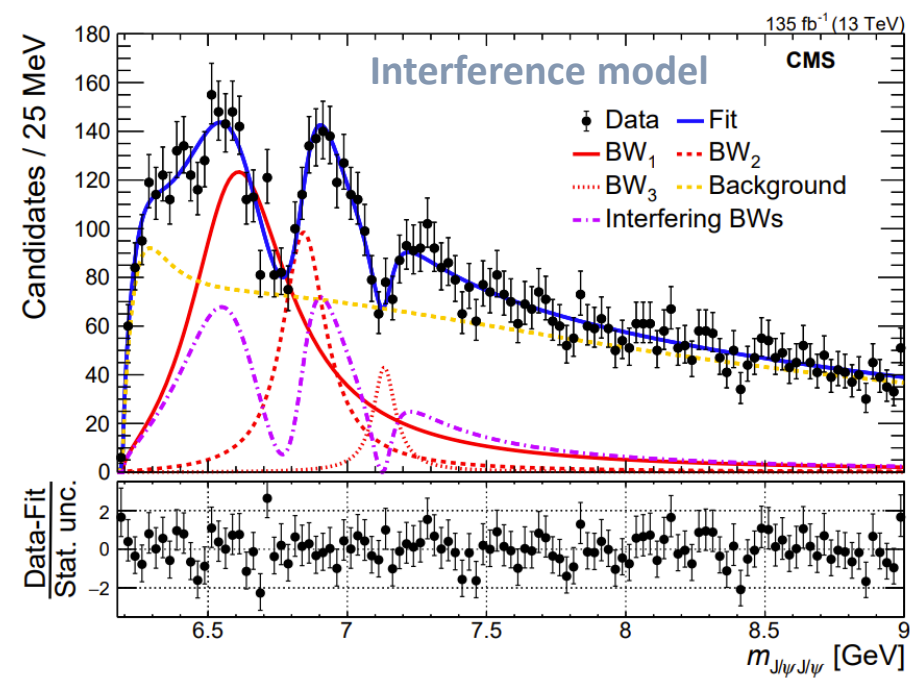 135 fb⁻¹ (13 TeV)
Interference model
CMS
Candidates / 25 MeV
180
160
140
120
100
80
60
40
20
0
Data
Fit
BW₁
BW₂
BW₃
Background
Interfering BWs
Data-Fit
Stat. unc.
2
0
−2
6.5 7 7.5 8 8.5 9
m J/ψJ/ψ [GeV]